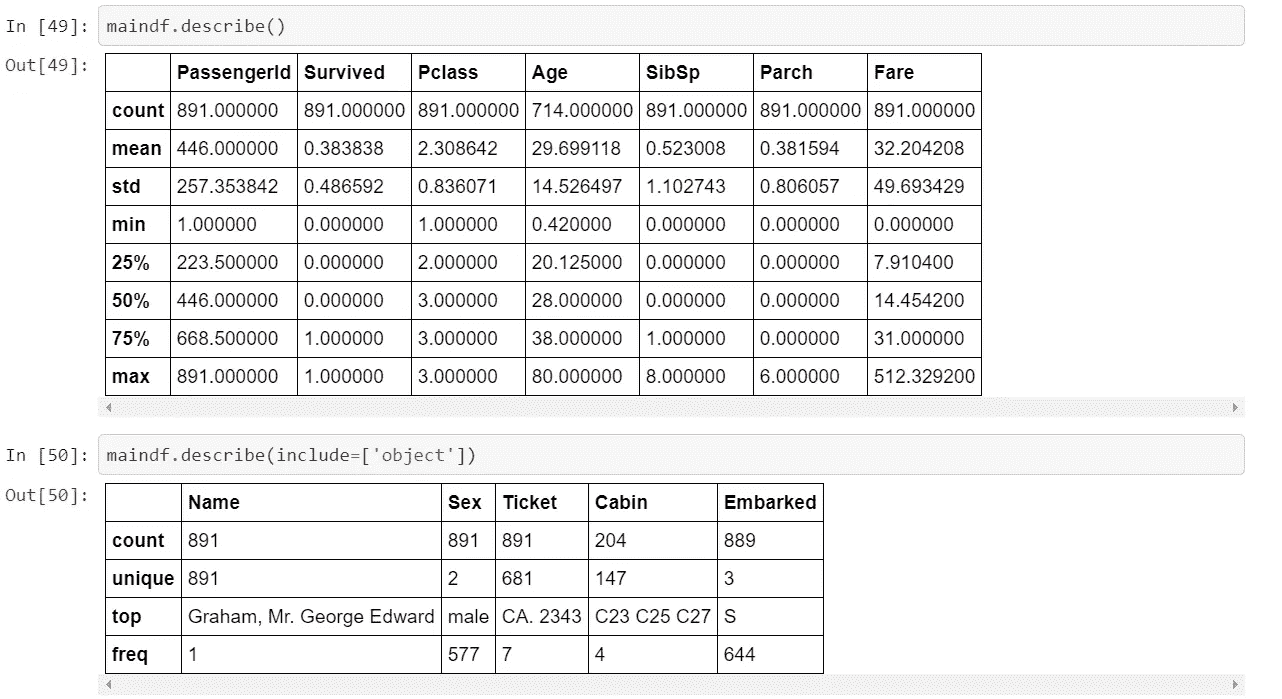 In [49]: maindf.describe()
Out[49]:
PassengerId Survived Pclass Age SibSp Parch Fare
count 891.000000 891.000000 891.000000 714.000000 891.000000 891.000000 891.000000
mean 446.000000 0.383838 2.308642 29.699118 0.523008 0.381594 32.204208
std 257.353842 0.486592 0.836071 14.526497 1.102743 0.806057 49.693429
min 1.000000 0.000000 1.000000 0.420000 0.000000 0.000000 0.000000
25% 223.500000 0.000000 2.000000 20.125000 0.000000 0.000000 7.910400
50% 446.000000 0.000000 3.000000 28.000000 0.000000 0.000000 14.454200
75% 668.500000 1.000000 3.000000 38.000000 1.000000 0.000000 31.000000
max 891.000000 1.000000 3.000000 80.000000 8.000000 6.000000 512.329200
In [50]: maindf.describe(include=['object'])
Out[50]:
Name Sex Ticket Cabin Embarked
count 891 891 891 204 889
unique 891 2 681 147 3
top Graham, Mr. George Edward male CA. 2343 C23 C25 C27 S
freq 1 577 7 4 644